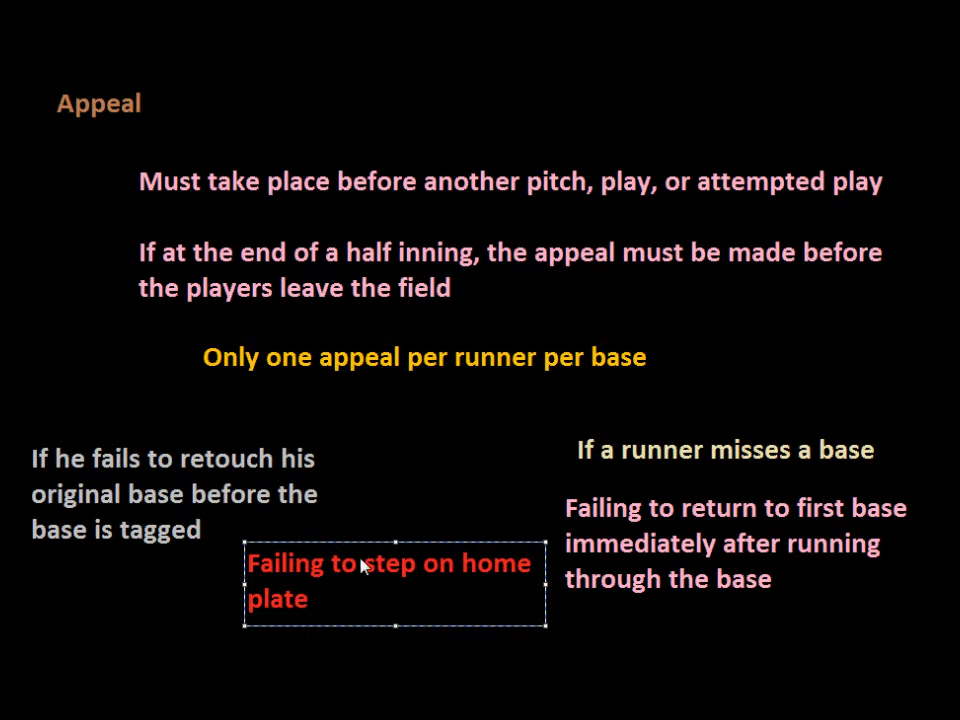 Appeal
Must take place before another pitch, play, or attempted play
If at the end of a half inning, the appeal must be made before
the players leave the field
Only one appeal per runner per base
If he fails to retouch his
original base before the
base is tagged
Failing to step on home
plate
If a runner misses a base
Failing to return to first base
immediately after running
through the base